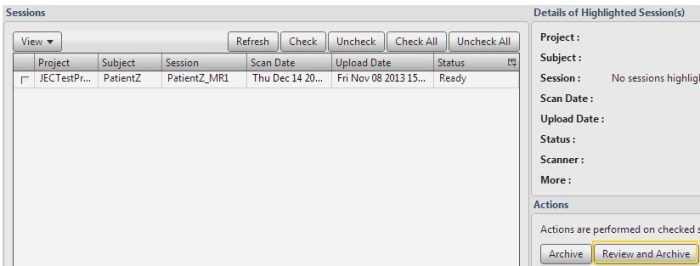 Sessions
View
Refresh Check Uncheck Check All Uncheck All
Project Subject Session Scan Date Upload Date Status
JECTestPr... PatientZ PatientZ_MR1 Thu Dec 14 20... Fri Nov 08 2013 15... Ready
Details of Highlighted Session(s)
Project :
Subject :
Session : No sessions
Scan Date :
Upload Date :
Status :
Scanner :
More :
Actions
Actions are performed on checked
Archive Review and Archive